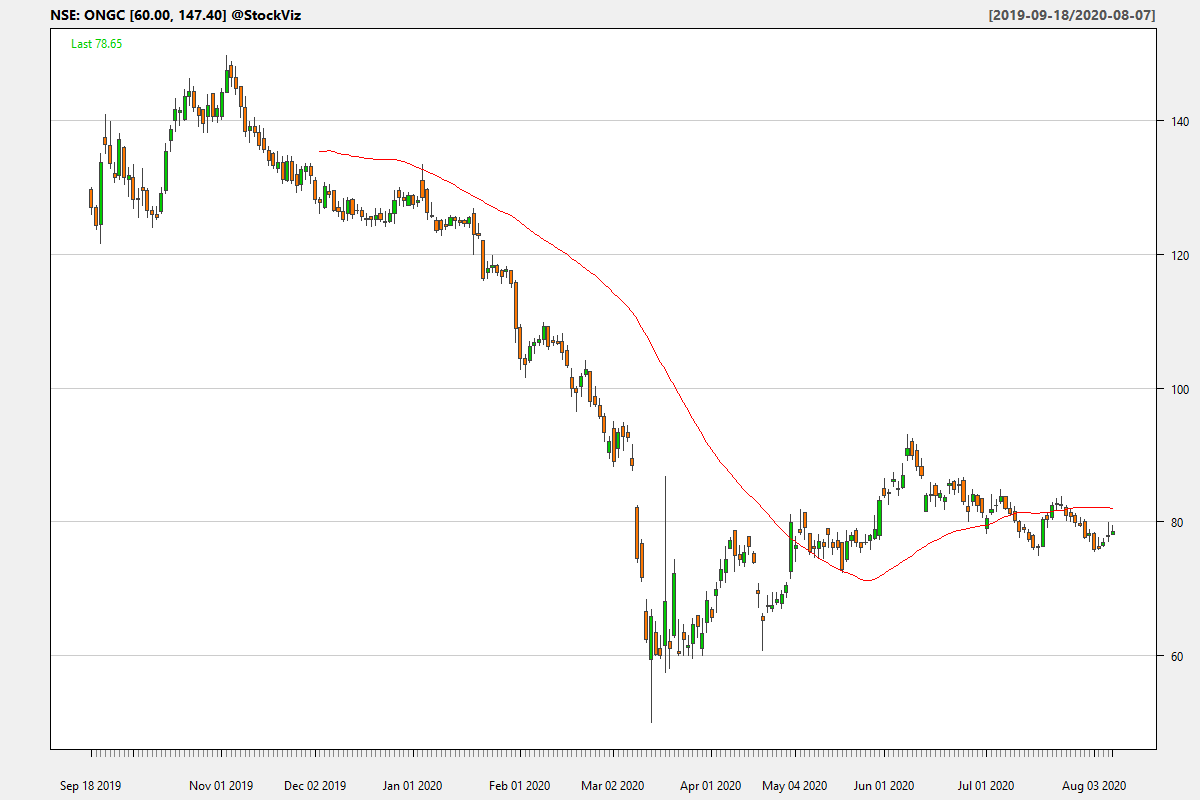 NSE: ONGC [60.00, 147.40] @StockViz [2019-09-18/2020-08-07]
Last 78.65
140
120
100
80
60
Sep 18 2019 Nov 01 2019 Dec 02 2019 Jan 01 2020 Feb 01 2020 Mar 02 2020 Apr 01 2020 May 04 2020 Jun 01 2020 Jul 01 2020 Aug 03 2020